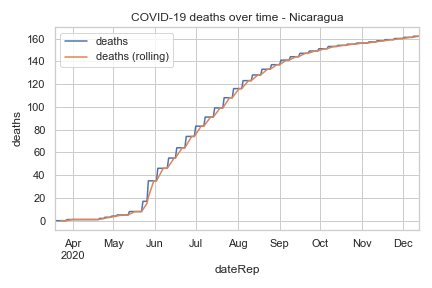 COVID-19 deaths over time - Nicaragua
deaths
deaths (rolling)
160
140
120
100
80
60
40
20
0
deaths
Apr May Jun Jul Aug Sep Oct Nov Dec
2020
dateRep